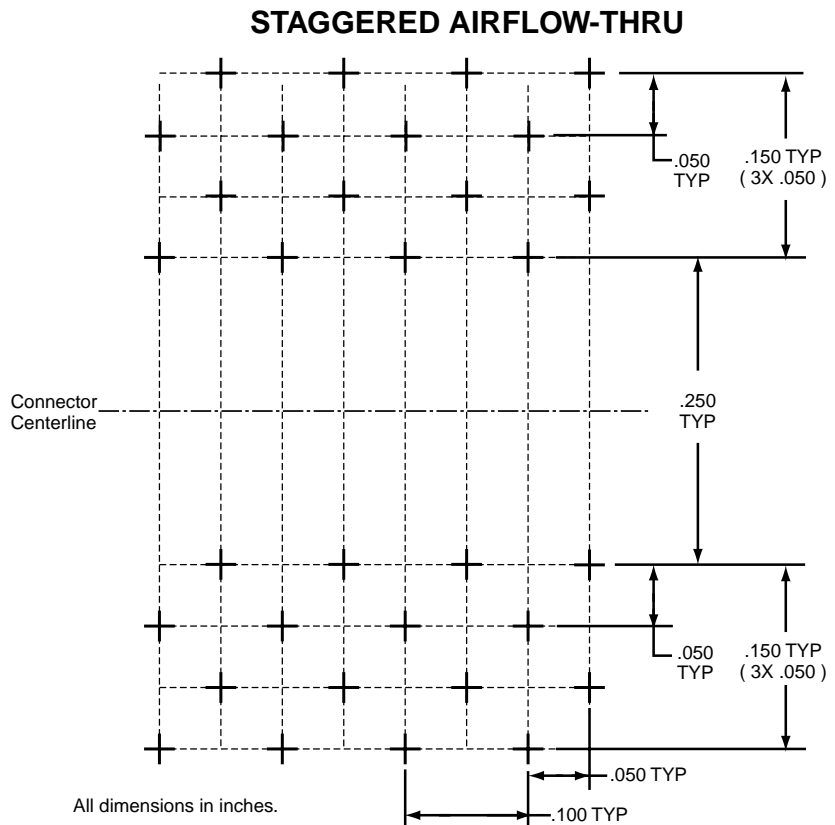 STAGGERED AIRFLOW-THRU
.050
TYP
.150 TYP
( 3X .050 )
Connector
Centerline
.250
TYP
.050
TYP
.150 TYP
( 3X .050 )
.050 TYP
.100 TYP
All dimensions in inches.